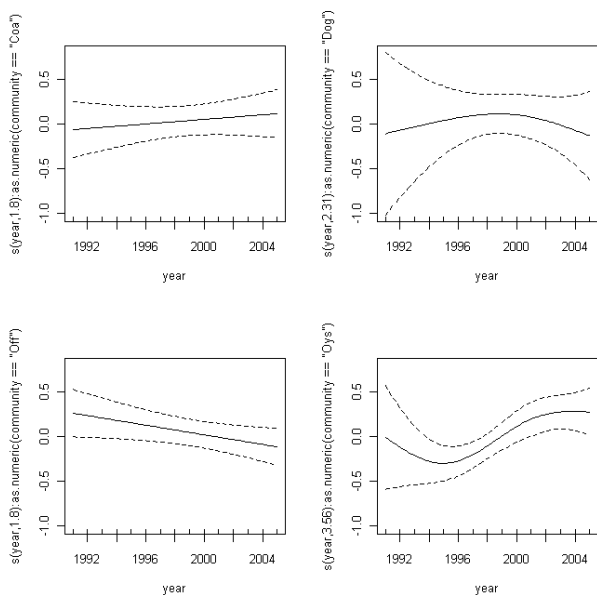 s(year,1.8):as.numeric(community == "Coa")
0.5
0.0
-0.5
-1.0
1992 1996 2000 2004
year
s(year,2.31):as.numeric(community == "Dog")
0.5
0.0
-0.5
-1.0
1992 1996 2000 2004
year
s(year,1.8):as.numeric(community == "Off")
0.5
0.0
-0.5
-1.0
1992 1996 2000 2004
year
s(year,3.56):as.numeric(community == "Oys")
0.5
0.0
-0.5
-1.0
1992 1996 2000 2004
year